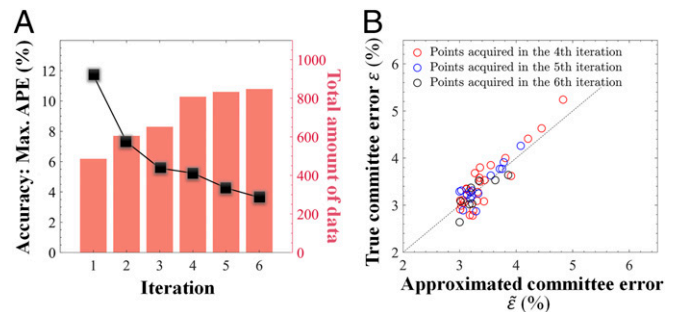 A
Accuracy: Max. APE (%)
12
10
8
6
4
2
0
1000
800
600
400
200
0
Total amount of data
1 2 3 4 5 6
Iteration
B
True committee error ε (%)
6
5
4
3
2
Points acquired in the 4th iteration
Points acquired in the 5th iteration
Points acquired in the 6th iteration
2 3 4 5 6
Approximated committee error
ε̃ (%)